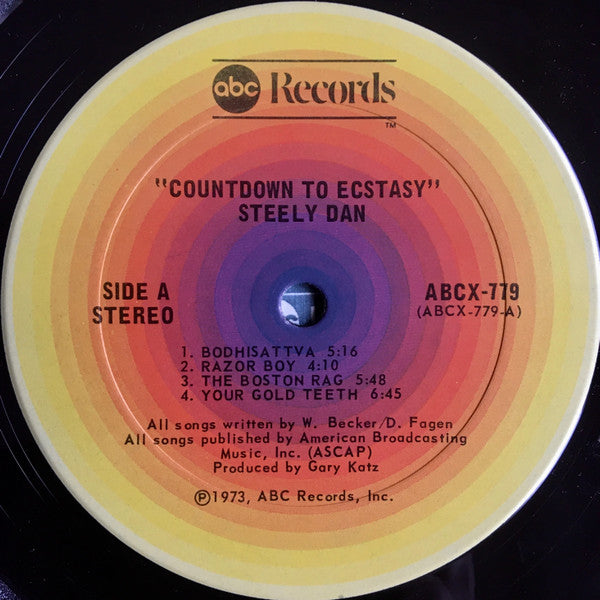 abc Records
TM
"COUNTDOWN TO ECSTASY"
STEELY DAN
SIDE A
STEREO
ABCX-779
(ABCX-779-A)
1. BODHISATTVA 5:16
2. RAZOR BOY 4:10
3. THE BOSTON RAG 5:48
4. YOUR GOLD TEETH 6:45
All songs written by W. Becker/D. Fagen
All songs published by American Broadcasting
Music, Inc. (ASCAP)
Produced by Gary Katz
℗1973, ABC Records, Inc.